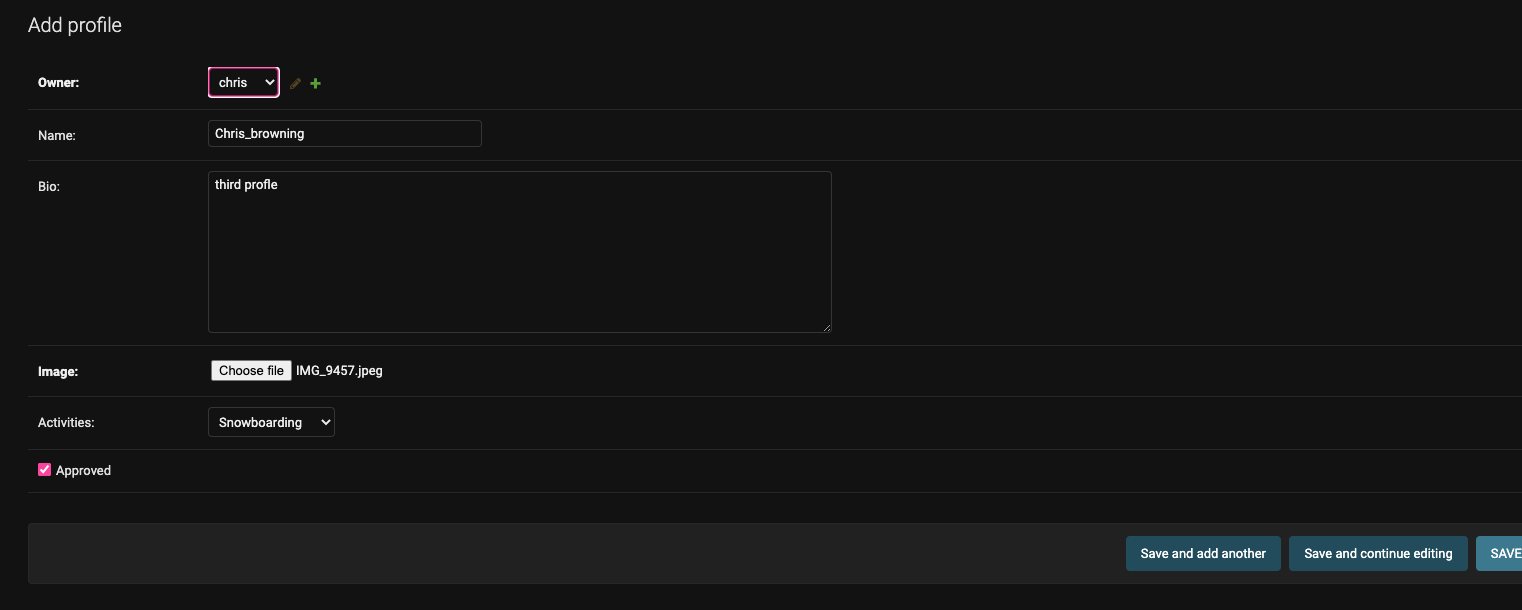 Add profile
Owner: chris
Name: Chris_browning
Bio: third profle
Image: Choose file IMG_9457.jpeg
Activities: Snowboarding
Approved
Save and add another Save and continue editing SAVE